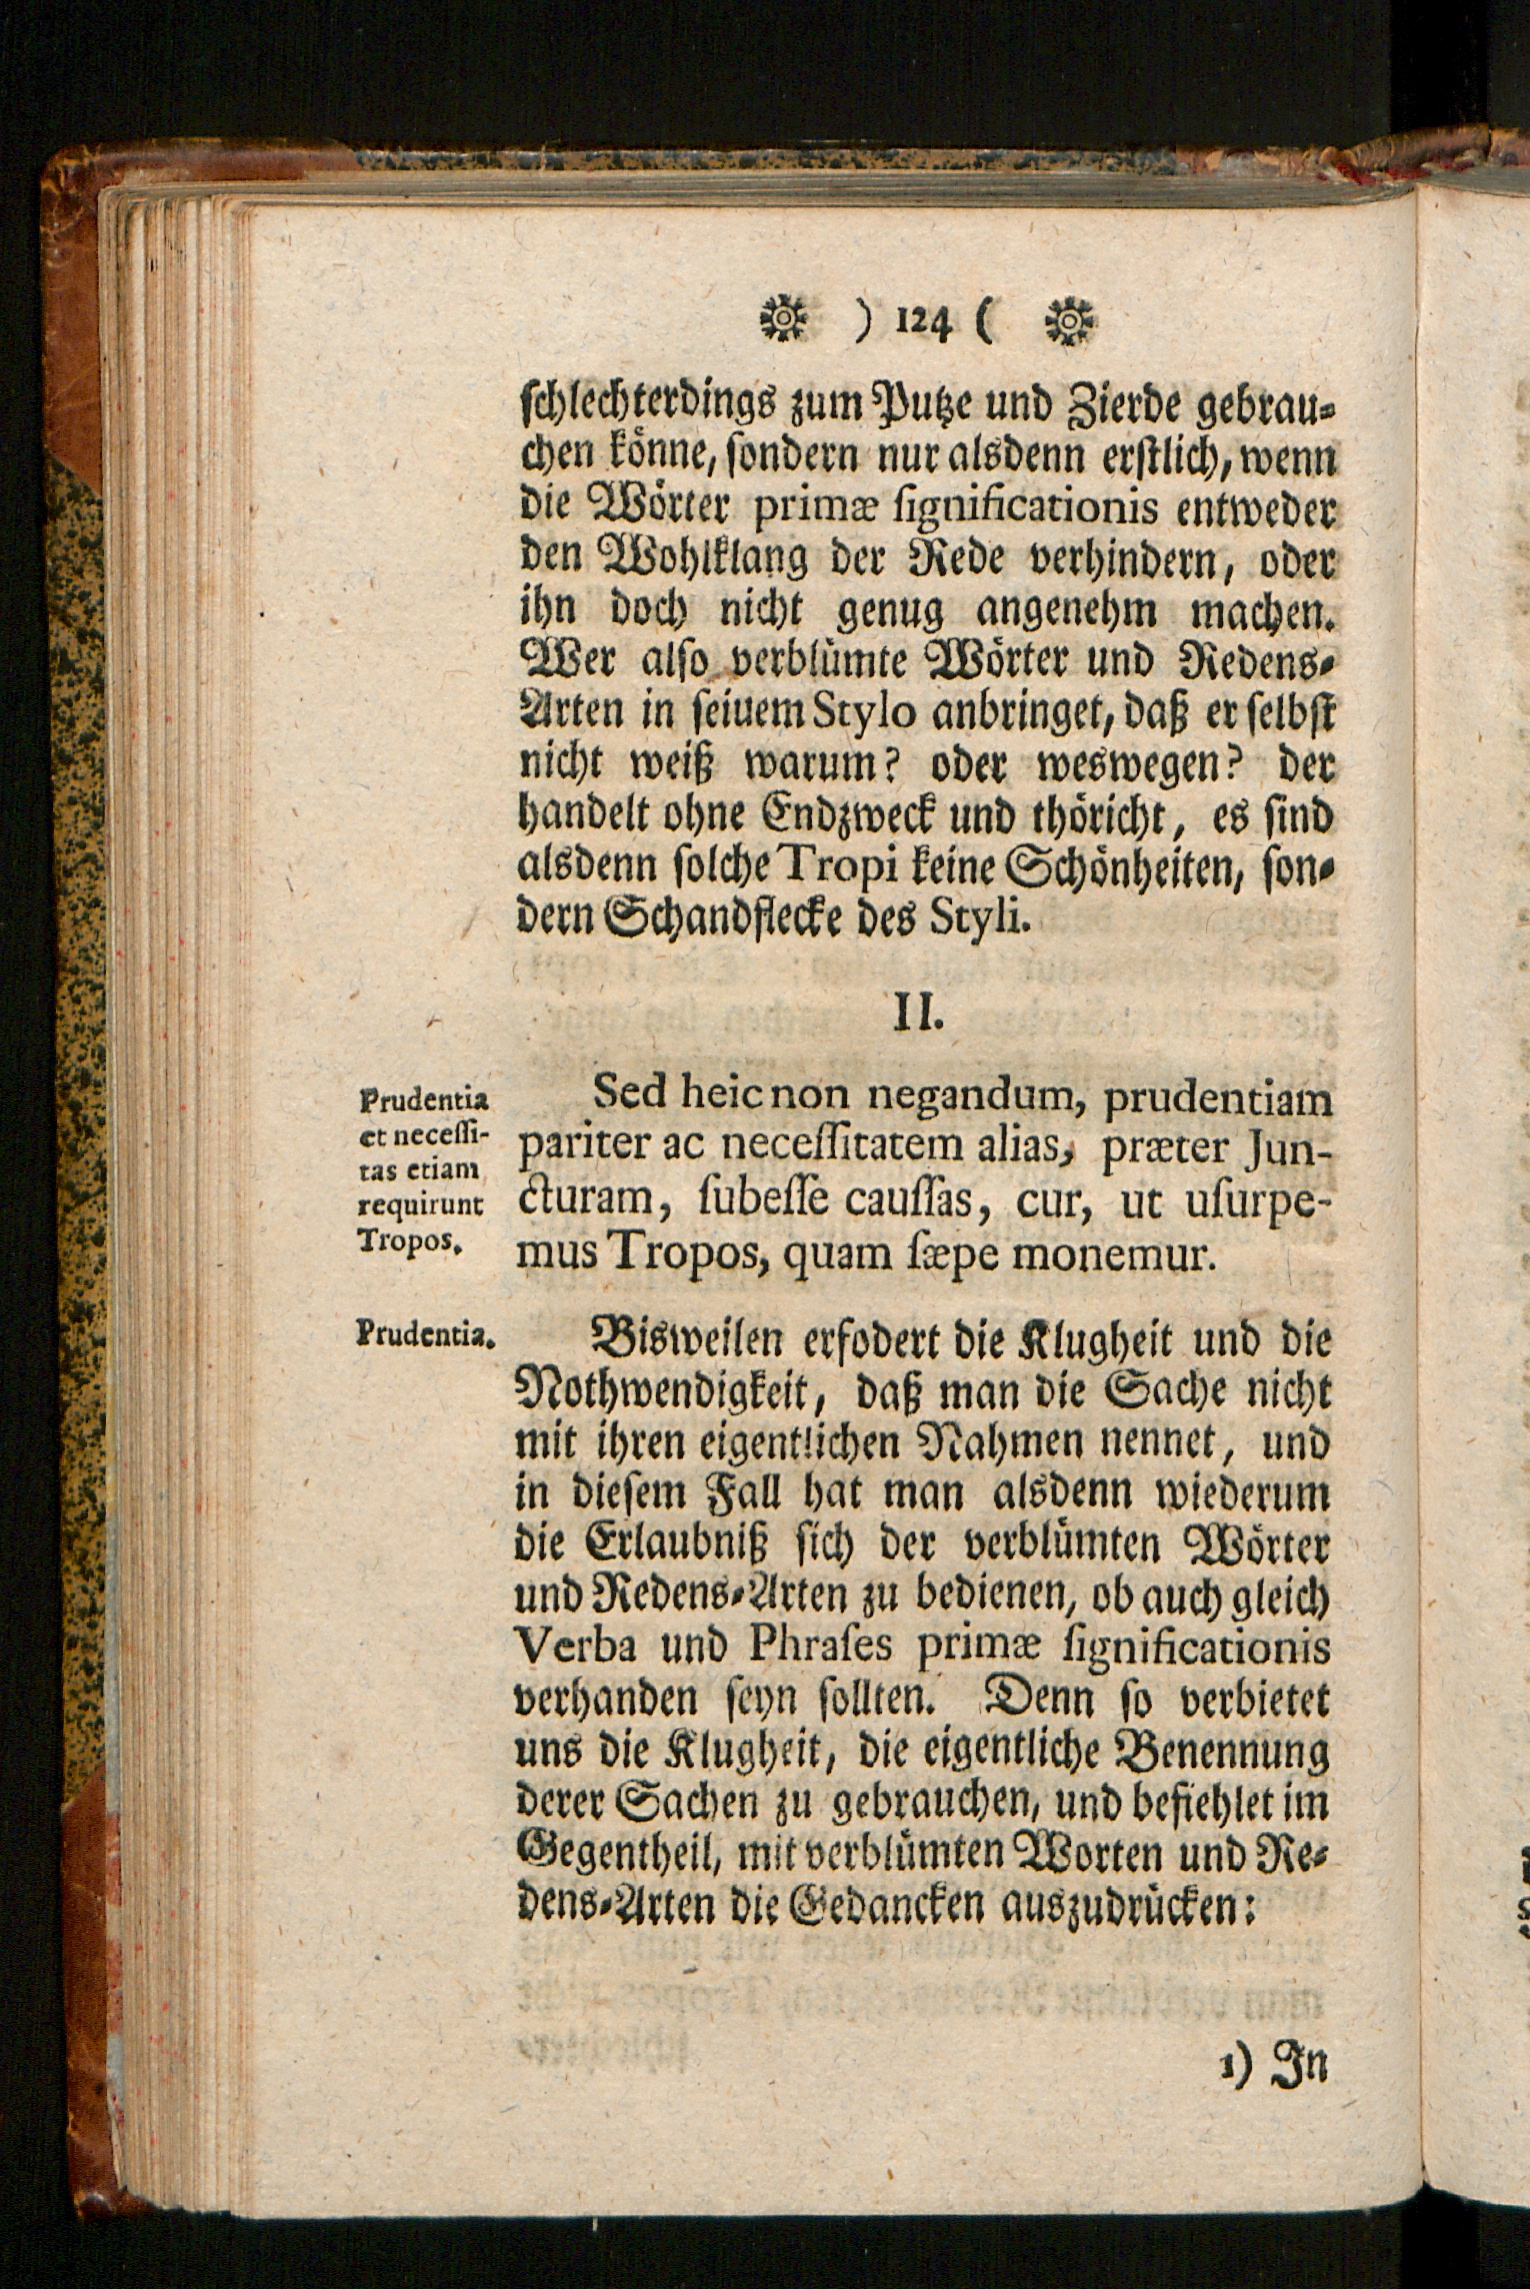 ) 124 (
schlechterdings zum Putze und Zierde gebrau-
chen könne, sondern nur alsdenn erstlich, wenn
die Wörter primæ significationis entweder
den Wohlklang der Rede verhindern, oder
ihn doch nicht genug angenehm machen.
Wer also verblümte Wörter und Redens-
Arten in seiuem Stylo anbringet, daß er selbst
nicht weiß warum? oder weswegen? der
handelt ohne Endzweck und thöricht, es sind
alsdenn solche Tropi keine Schönheiten, son-
dern Schandflecke des Styli.
II.
Prudentia
et necessi-
tas etiam
requirunt
Tropos.
Sed heic non negandum, prudentiam
pariter ac necessitatem alias, præter Jun-
cturam, subesse caussas, cur, ut usurpe-
mus Tropos, quam sæpe monemur.
Prudentia.
Bisweilen erfodert die Klugheit und die
Nothwendigkeit, daß man die Sache nicht
mit ihren eigentlichen Nahmen nennet, und
in diesem Fall hat man alsdenn wiederum
die Erlaubniß sich der verblümten Wörter
und Redens-Arten zu bedienen, ob auch gleich
Verba und Phrases primæ significationis
verhanden seyn sollten. Denn so verbietet
uns die Klugheit, die eigentliche Benennung
derer Sachen zu gebrauchen, und befiehlet im
Gegentheil, mit verblümten Worten und Re-
dens-Arten die Gedancken auszudrücken:
1) In